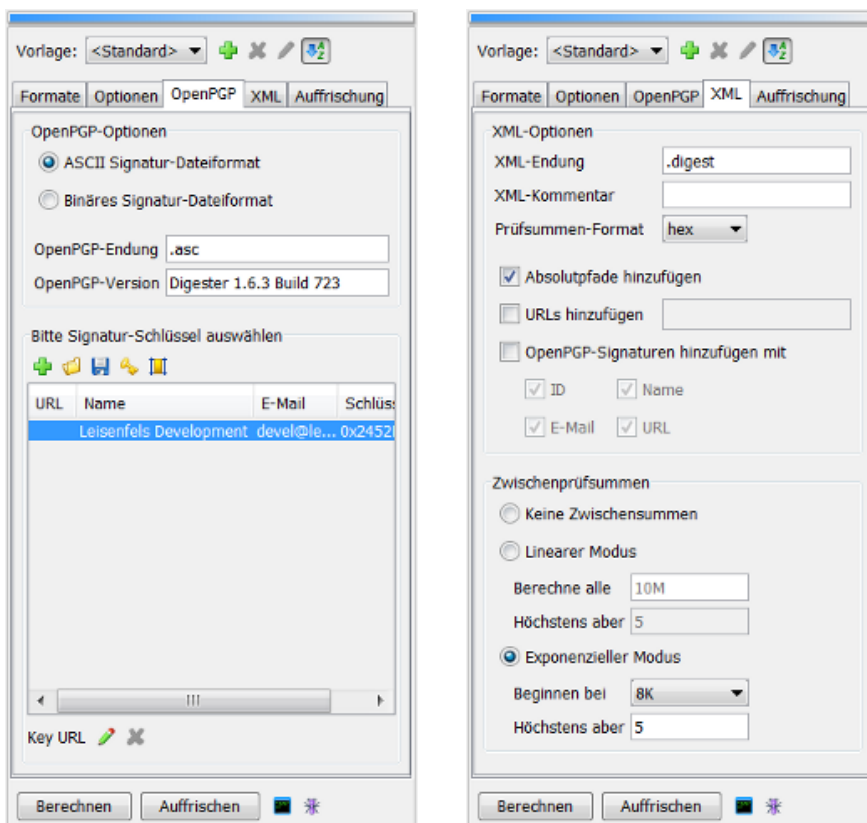 Vorlage: <Standard>
Formate Optionen OpenPGP XML Auffrischung
OpenPGP-Optionen
ASCII Signatur-Dateiformat
Binäres Signatur-Dateiformat
OpenPGP-Endung .asc
OpenPGP-Version Digester 1.6.3 Build 723
Bitte Signatur-Schlüssel auswählen
URL Name E-Mail Schlüs
Leisenfels Development devel@le... 0x2452
Key URL
Berechnen Auffrischen
Vorlage: <Standard>
Formate Optionen OpenPGP XML Auffrischung
XML-Optionen
XML-Endung .digest
XML-Kommentar
Prüfsummen-Format hex
Absolutpfade hinzufügen
URLs hinzufügen
OpenPGP-Signaturen hinzufügen mit
ID Name
E-Mail URL
Zwischenprüfsummen
Keine Zwischensummen
Linearer Modus
Berechne alle 10M
Höchstens aber 5
Exponenzieller Modus
Beginnen bei 8K
Höchstens aber 5
Berechnen Auffrischen